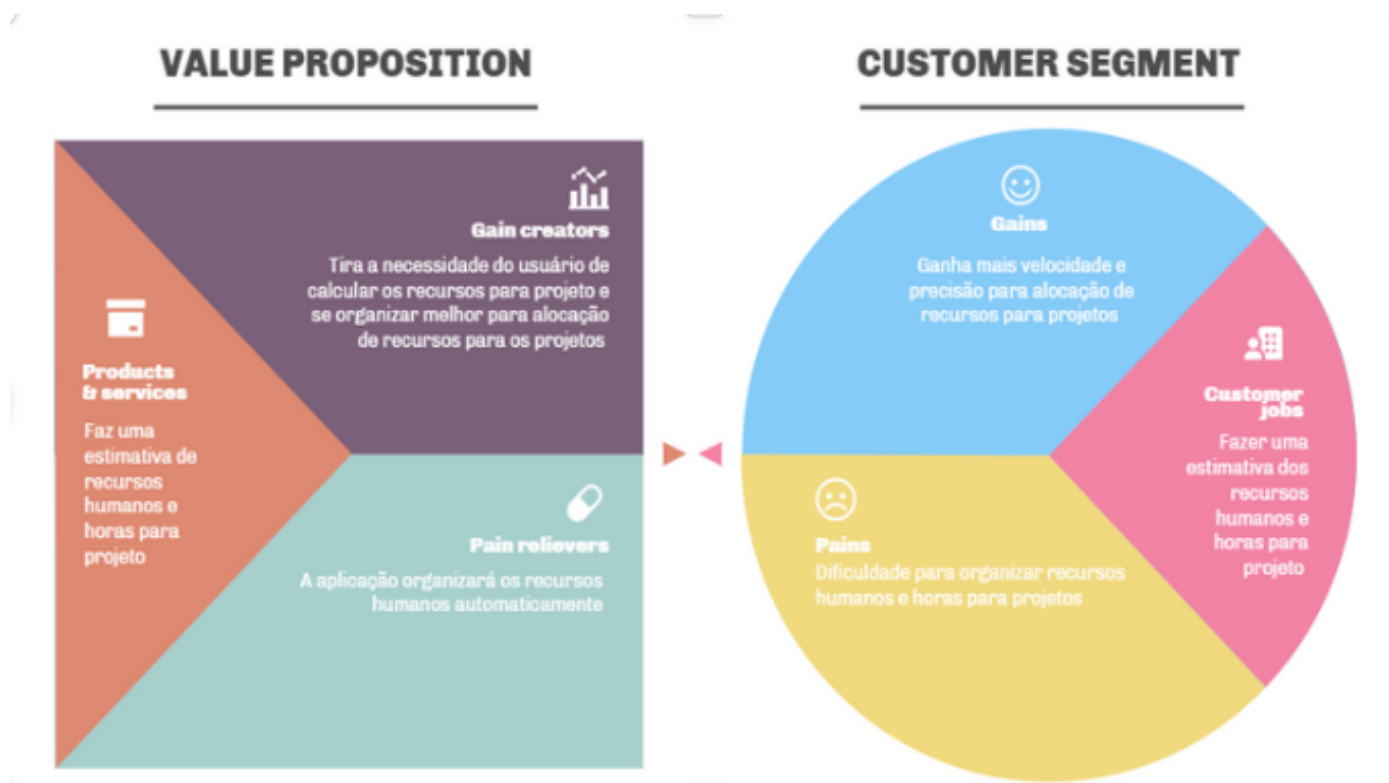 VALUE PROPOSITION
Gain creators
Tira a necessidade do usuário de
calcular os recursos para projeto e
se organizar melhor para alocação
de recursos para os projetos
Products
& services
Faz uma
estimativa de
recursos
humanos e
horas para
projeto
Pain relievers
A aplicação organizará os recursos
humanos automaticamente
CUSTOMER SEGMENT
Gains
Ganha mais velocidade e
precisão para alocação de
recursos para projetos
Customer
jobs
Fazer uma
estimativa dos
recursos
humanos e
horas para
projeto
Pains
Dificuldade para organizar recursos
humanos e horas para projetos